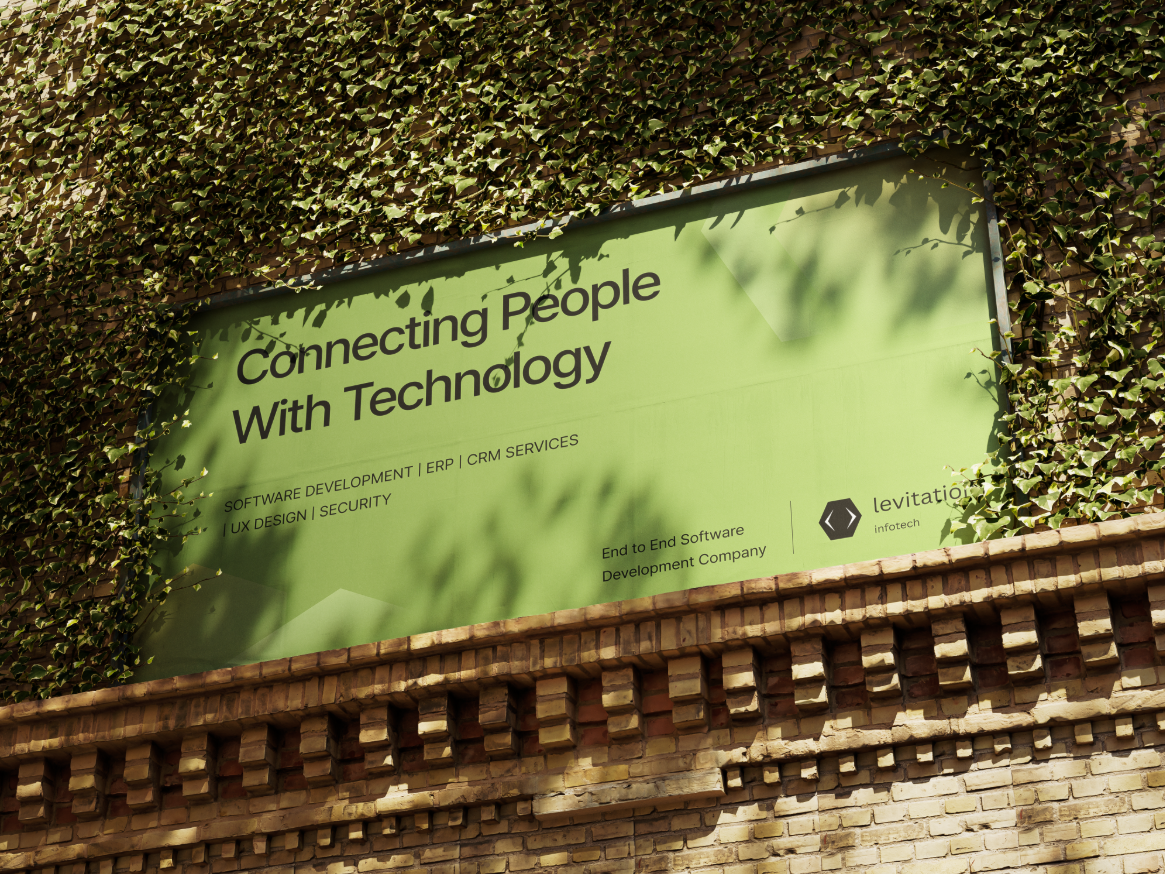 Connecting People
With Technology
SOFTWARE DEVELOPMENT | ERP | CRM SERVICES
| UX DESIGN | SECURITY
End to End Software
Development Company
levitation
infotech